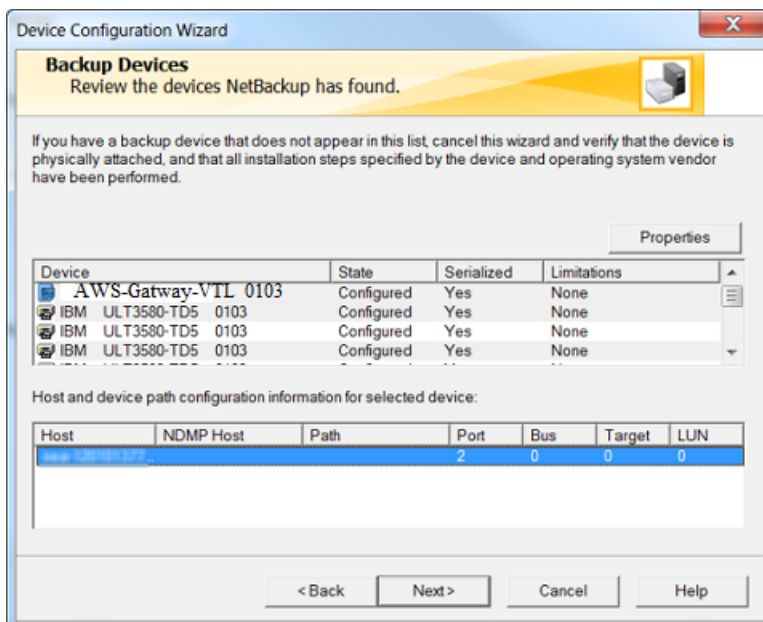 Device Configuration Wizard
Backup Devices
Review the devices NetBackup has found.
If you have a backup device that does not appear in this list, cancel this wizard and verify that the device is
physically attached, and that all installation steps specified by the device and operating system vendor
have been performed.
Properties
Device State Serialized Limitations
AWS-Gatway-VTL 0103 Configured Yes None
IBM ULT3580-TD5 0103 Configured Yes None
IBM ULT3580-TD5 0103 Configured Yes None
IBM ULT3580-TD5 0103 Configured Yes None
Host and device path configuration information for selected device:
Host NDMP Host Path Port Bus Target LUN
2 0 0 0
< Back Next > Cancel Help